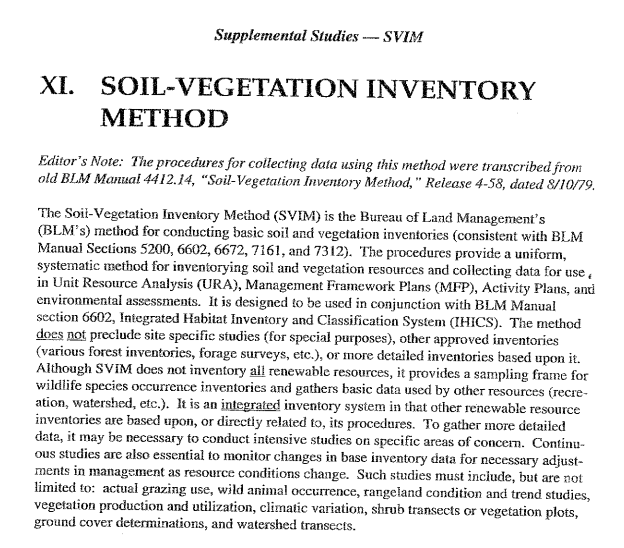 Supplemental Studies — SVIM
XI. SOIL-VEGETATION INVENTORY
METHOD
Editor's Note: The procedures for collecting data using this method were transcribed from
old BLM Manual 4412.14, "Soil-Vegetation Inventory Method," Release 4-58, dated 8/10/79.
The Soil-Vegetation Inventory Method (SVIM) is the Bureau of Land Management's
(BLM's) method for conducting basic soil and vegetation inventories (consistent with BLM
Manual Sections 5200, 6602, 6672, 7161, and 7312). The procedures provide a uniform,
systematic method for inventorying soil and vegetation resources and collecting data for use
in Unit Resource Analysis (URA), Management Framework Plans (MFP), Activity Plans, and
environmental assessments. It is designed to be used in conjunction with BLM Manual
section 6602, Integrated Habitat Inventory and Classification System (IHICS). The method
does not preclude site specific studies (for special purposes), other approved inventories
(various forest inventories, forage surveys, etc.), or more detailed inventories based upon it.
Although SVIM does not inventory all renewable resources, it provides a sampling frame for
wildlife species occurrence inventories and gathers basic data used by other resources (recre-
ation, watershed, etc.). It is an integrated inventory system in that other renewable resource
inventories are based upon, or directly related to, its procedures. To gather more detailed
data, it may be necessary to conduct intensive studies on specific areas of concern. Continu-
ous studies are also essential to monitor changes in base inventory data for necessary adjust-
ments in management as resource conditions change. Such studies must include, but are not
limited to: actual grazing use, wild animal occurrence, rangeland condition and trend studies,
vegetation production and utilization, climatic variation, shrub transects or vegetation plots,
ground cover determinations, and watershed transects.